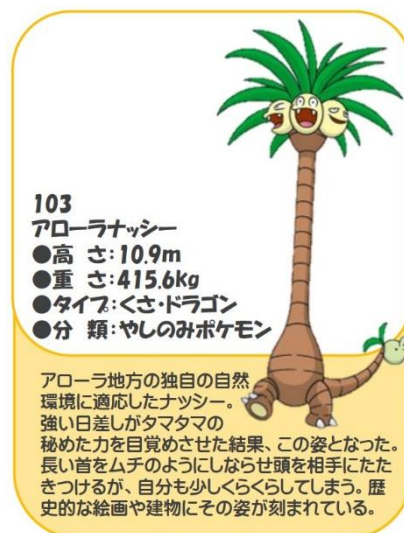 103
アローラナッシー
●高 さ:10.9m
●重 さ:415.6kg
●タイプ:くさ・ドラゴン
●分 類:やしのみポケモン
アローラ地方の独自の自然
環境に適応したナッシー。
強い日差しがタマタマの
秘めた力を目覚めさせた結果、この姿となった。
長い首をムチのようにしならせ頭を相手にたた
きつけるが、自分も少しくらくらしてしまう。歴
史的な絵画や建物にその姿が刻まれている。